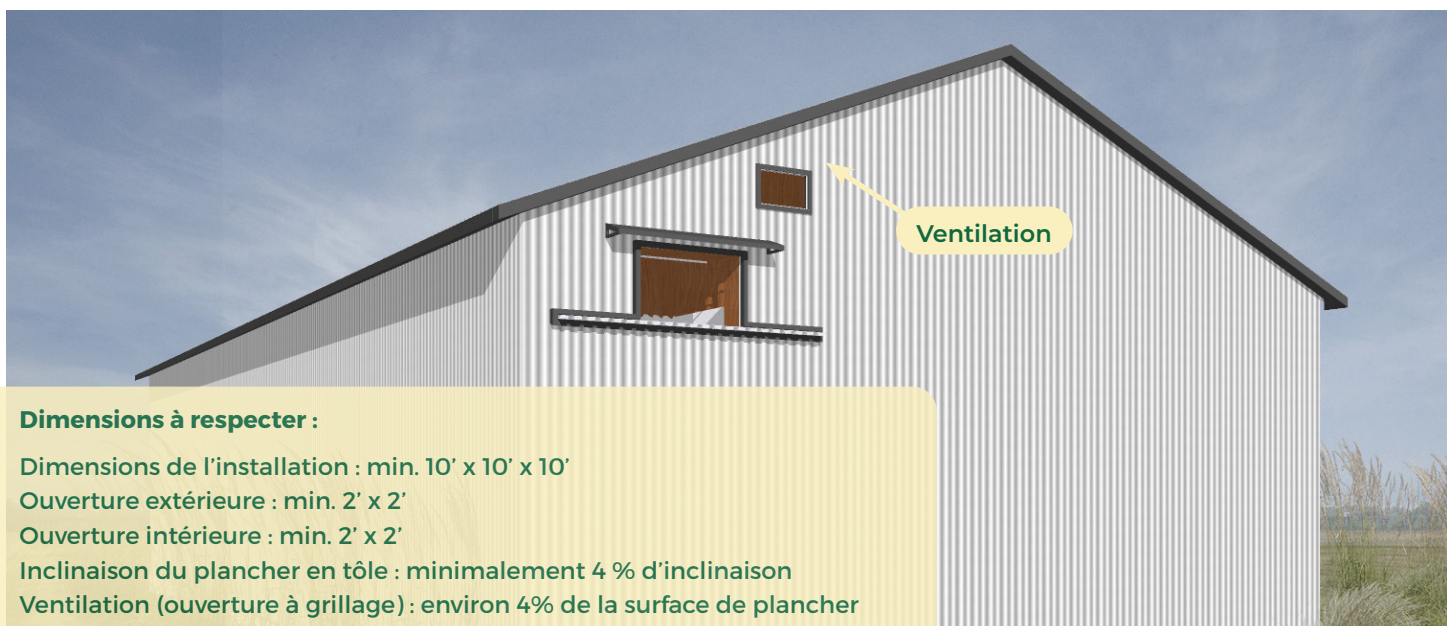 Ventilation
Dimensions à respecter :
Dimensions de l’installation : min. 10’ x 10’ x 10’
Ouverture extérieure : min. 2’ x 2’
Ouverture intérieure : min. 2’ x 2’
Inclinaison du plancher en tôle : minimalement 4 % d’inclinaison
Ventilation (ouverture à grillage) : environ 4% de la surface de plancher